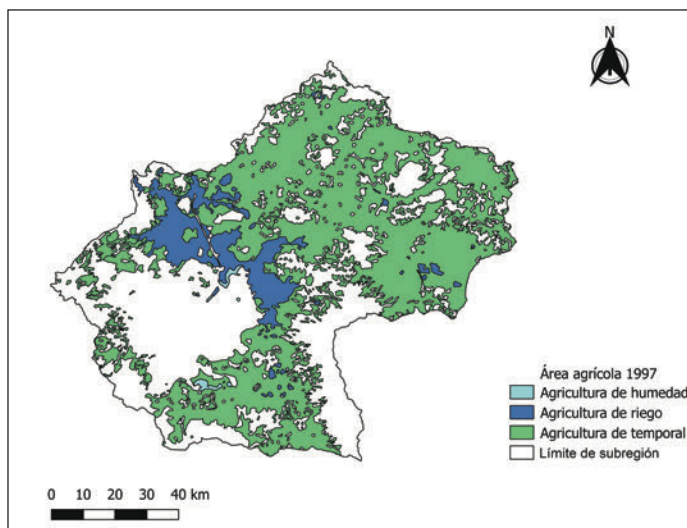 N
Área agrícola 1997
Agricultura de humedad
Agricultura de riego
Agricultura de temporal
Límite de subregión
0 10 20 30 40 km